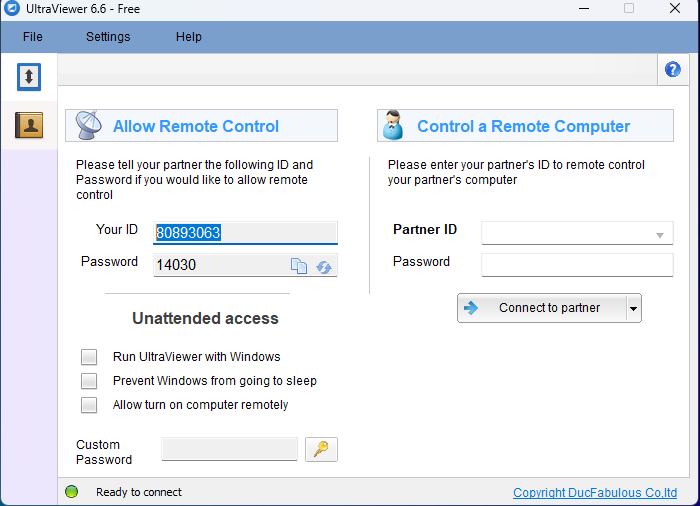 UltraViewer 6.6 - Free
File Settings Help
?
Allow Remote Control
Please tell your partner the following ID and
Password if you would like to allow remote
control
Your ID 80893063
Password 14030
Unattended access
Run UltraViewer with Windows
Prevent Windows from going to sleep
Allow turn on computer remotely
Custom
Password
Control a Remote Computer
Please enter your partner's ID to remote control
your partner's computer
Partner ID
Password
Connect to partner
Ready to connect
Copyright DucFabulous Co,ltd